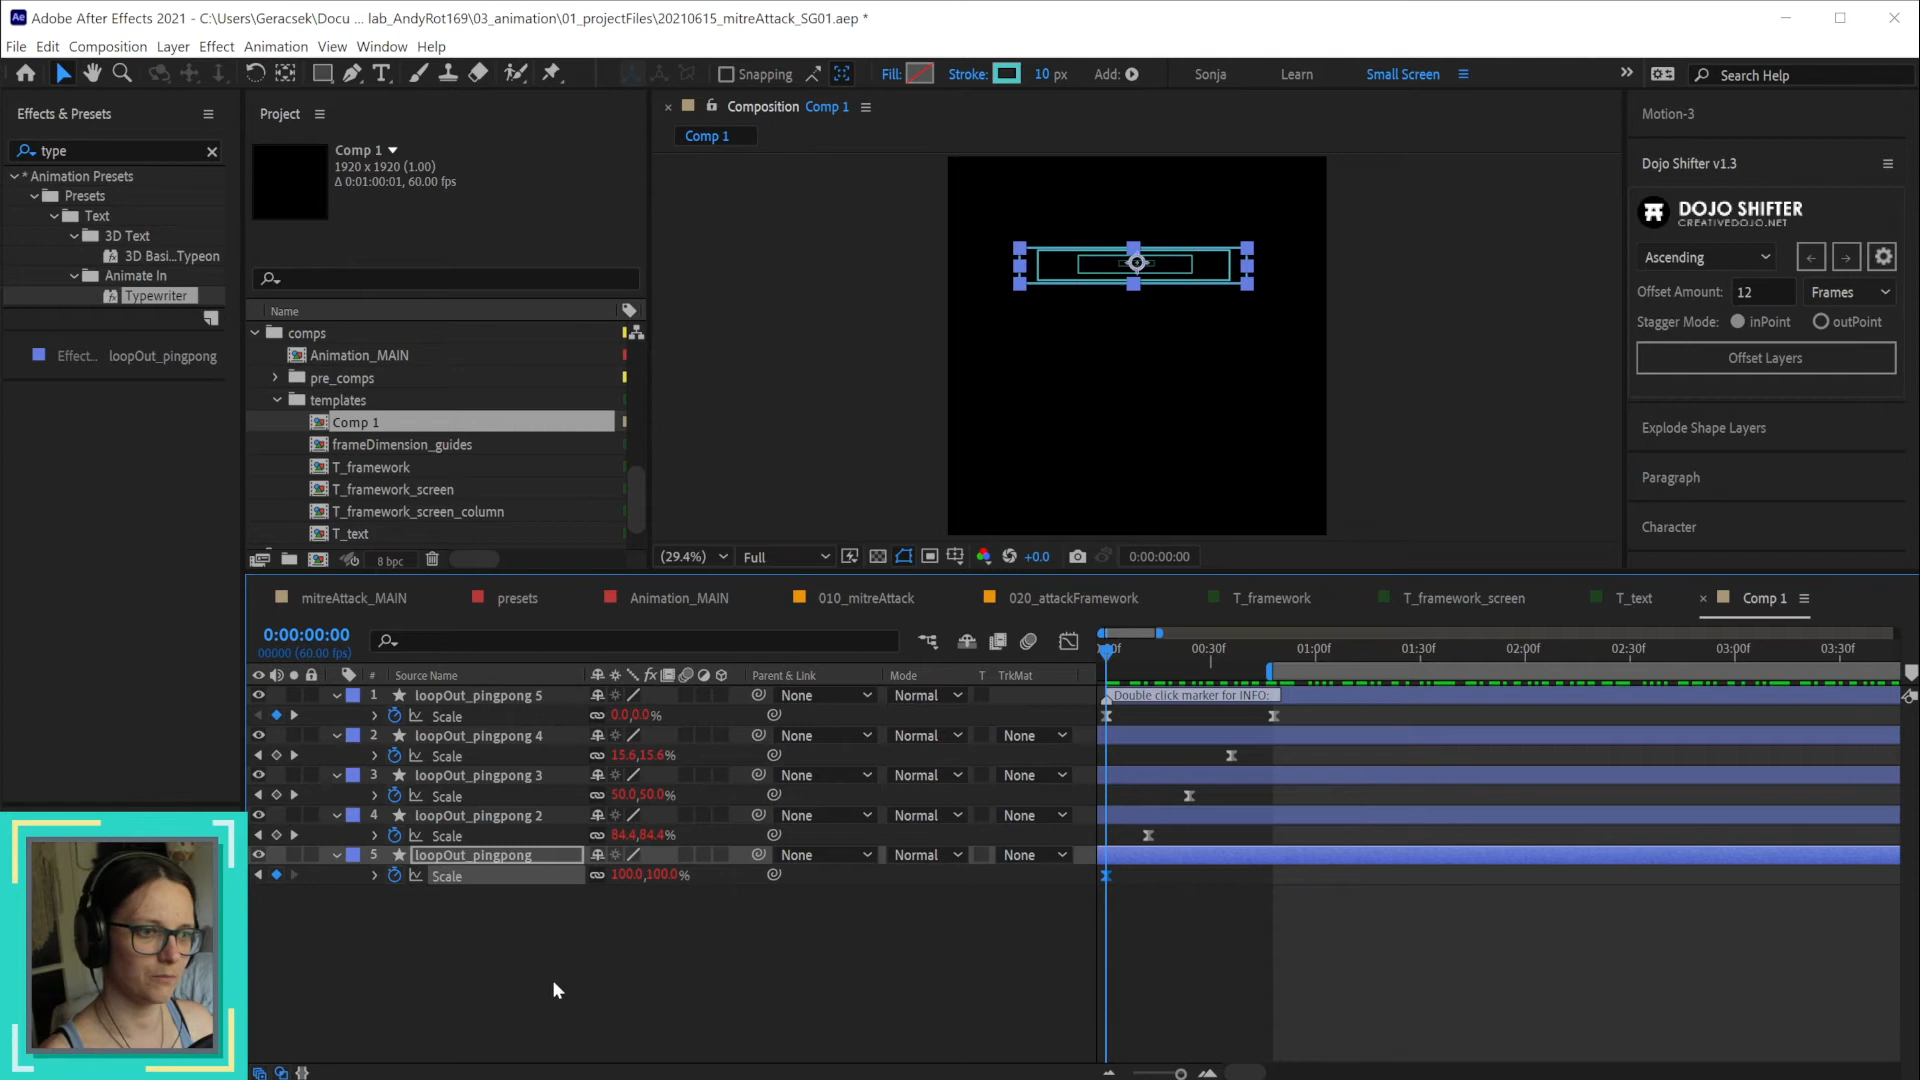 Adobe After Effects 2021 - C:\Users\Geracsek\Docu ... lab_AndyRot169\03_animation\01_projectFiles\20210615_mitreAttack_SG01.aep *
File Edit Composition Layer Effect Animation View Window Help
Snapping Fill: Stroke: 10 px Add: Sonja Learn Small Screen Search Help
Effects & Presets
type
* Animation Presets
Presets
Text
3D Text
3D Basi...Typeon
Animate In
Typewriter
Effect... loopOut_pingpong
Project
Comp 1
1920 x 1920 (1.00)
Δ 0:01:00:01, 60.00 fps
Name
comps
Animation_MAIN
pre_comps
templates
Comp 1
frameDimension_guides
T_framework
T_framework_screen
T_framework_screen_column
T_text
8 bpc
Composition Comp 1
Comp 1
(29.4%) Full +0.0 0:00:00:00
Motion-3
Dojo Shifter v1.3
DOJO SHIFTER
CREATIVEDOJO.NET
Ascending
Offset Amount: 12 Frames
Stagger Mode: inPoint outPoint
Offset Layers
Explode Shape Layers
Paragraph
Character
mitreAttack_MAIN presets Animation_MAIN 010_mitreAttack 020_attackFramework T_framework T_framework_screen T_text Comp 1
0:00:00:00
00000 (60.00 fps)
00:30f 01:00f 01:30f 02:00f 02:30f 03:00f 03:30f
# Source Name fx Parent & Link Mode T TrkMat
1 loopOut_pingpong 5 None Normal
Double click marker for INFO:
Scale 0.0,0.0%
2 loopOut_pingpong 4 None Normal None
Scale 15.6,15.6%
3 loopOut_pingpong 3 None Normal None
Scale 50.0,50.0%
4 loopOut_pingpong 2 None Normal None
Scale 84.4,84.4%
5 loopOut_pingpong None Normal None
Scale 100.0,100.0%